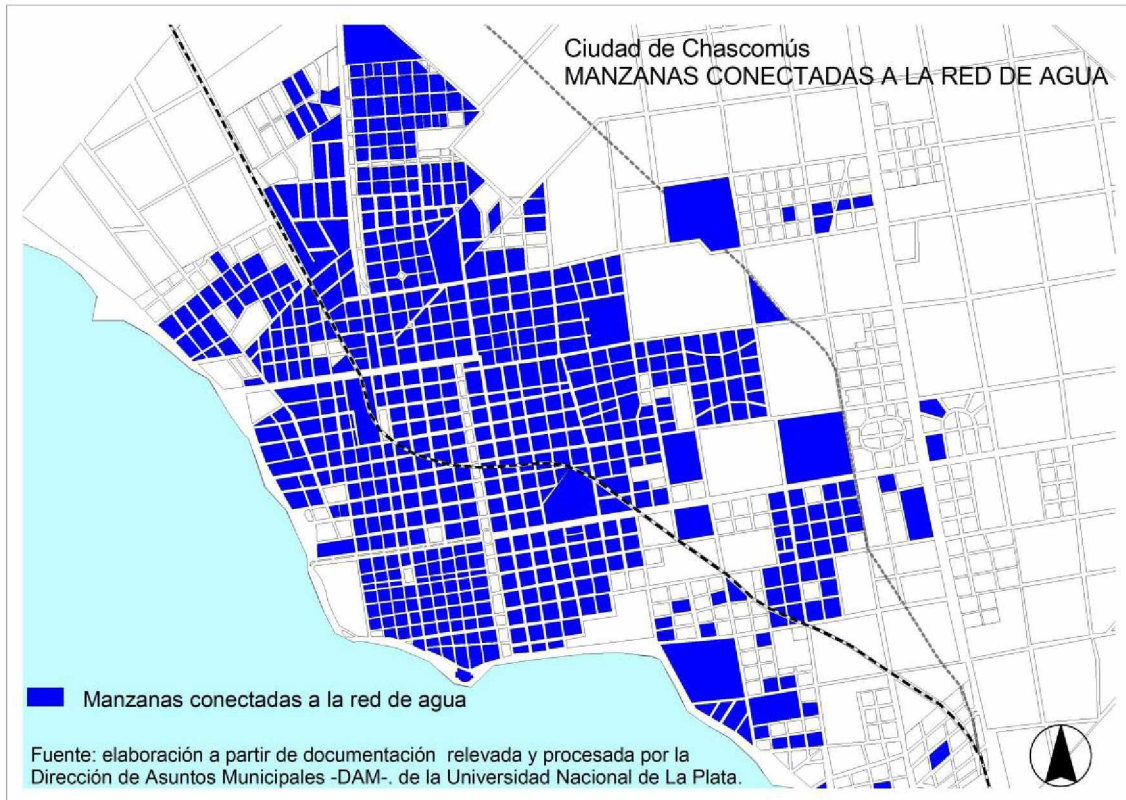 Ciudad de Chascomús
MANZANAS CONECTADAS A LA RED DE AGUA
Manzanas conectadas a la red de agua
Fuente: elaboración a partir de documentación relevada y procesada por la
Dirección de Asuntos Municipales -DAM-. de la Universidad Nacional de La Plata.